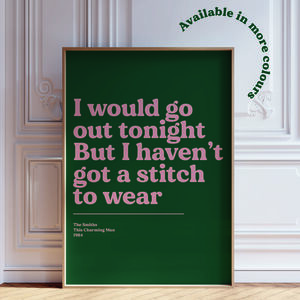 Available in more
colours
I would go
out tonight
But I haven't
got a stitch
to wear
The Smiths
This Charming Man
1984